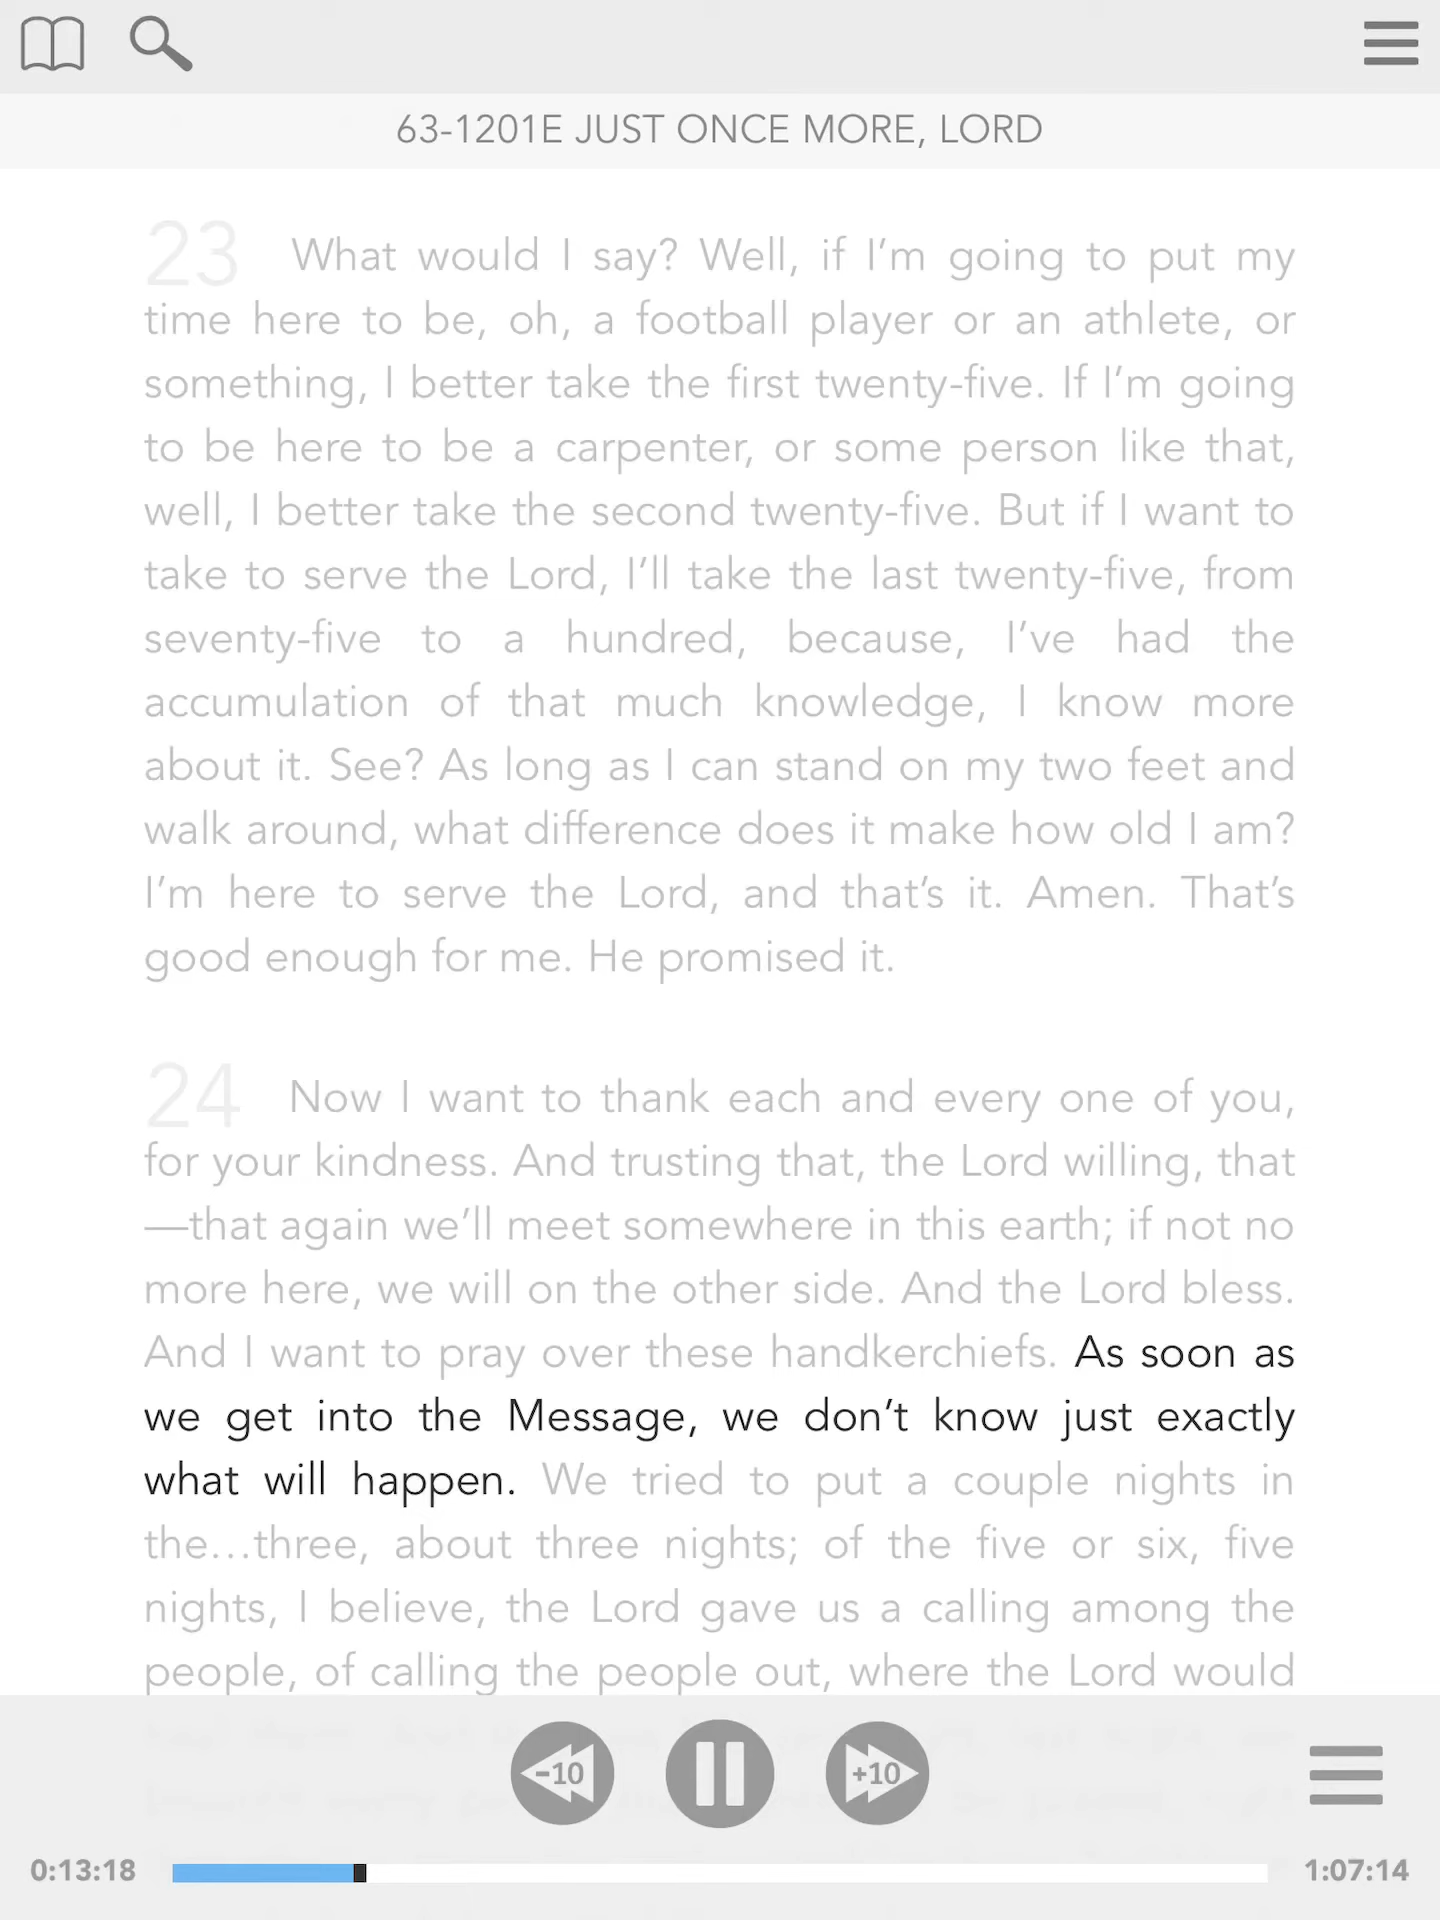 63-1201E JUST ONCE MORE, LORD
23 What would I say? Well, if I’m going to put my
time here to be, oh, a football player or an athlete, or
something, I better take the first twenty-five. If I’m going
to be here to be a carpenter, or some person like that,
well, I better take the second twenty-five. But if I want to
take to serve the Lord, I’ll take the last twenty-five, from
seventy-five to a hundred, because, I’ve had the
accumulation of that much knowledge, I know more
about it. See? As long as I can stand on my two feet and
walk around, what difference does it make how old I am?
I’m here to serve the Lord, and that’s it. Amen. That’s
good enough for me. He promised it.
24 Now I want to thank each and every one of you,
for your kindness. And trusting that, the Lord willing, that
—that again we’ll meet somewhere in this earth; if not no
more here, we will on the other side. And the Lord bless.
And I want to pray over these handkerchiefs. As soon as
we get into the Message, we don’t know just exactly
what will happen. We tried to put a couple nights in
the…three, about three nights; of the five or six, five
nights, I believe, the Lord gave us a calling among the
people, of calling the people out, where the Lord would
-10 +10
0:13:18 1:07:14